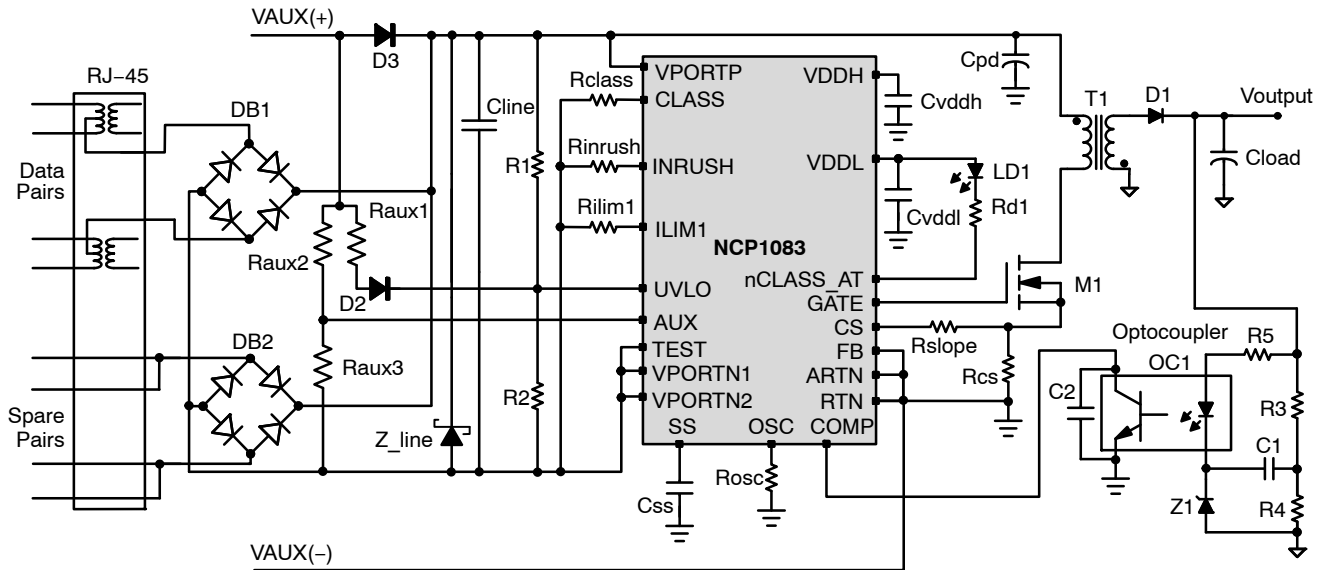 VAUX(+)
D3
RJ–45
DB1
Data
Pairs
Raux1
Raux2
D2
DB2
Raux3
Spare
Pairs
Z_line
Cline
R1
R2
Rclass
Rinrush
Rilim1
VPORTP
CLASS
INRUSH
ILIM1
NCP1083
UVLO
AUX
TEST
VPORTN1
VPORTN2
SS
OSC
COMP
VDDH
VDDL
nCLASS_AT
GATE
CS
FB
ARTN
RTN
Css
Rosc
Cpd
Cvddh
Cvddl
LD1
Rd1
T1
D1
Voutput
Cload
M1
Rslope
Rcs
Optocoupler
OC1
R5
C2
R3
C1
Z1
R4
VAUX(–)